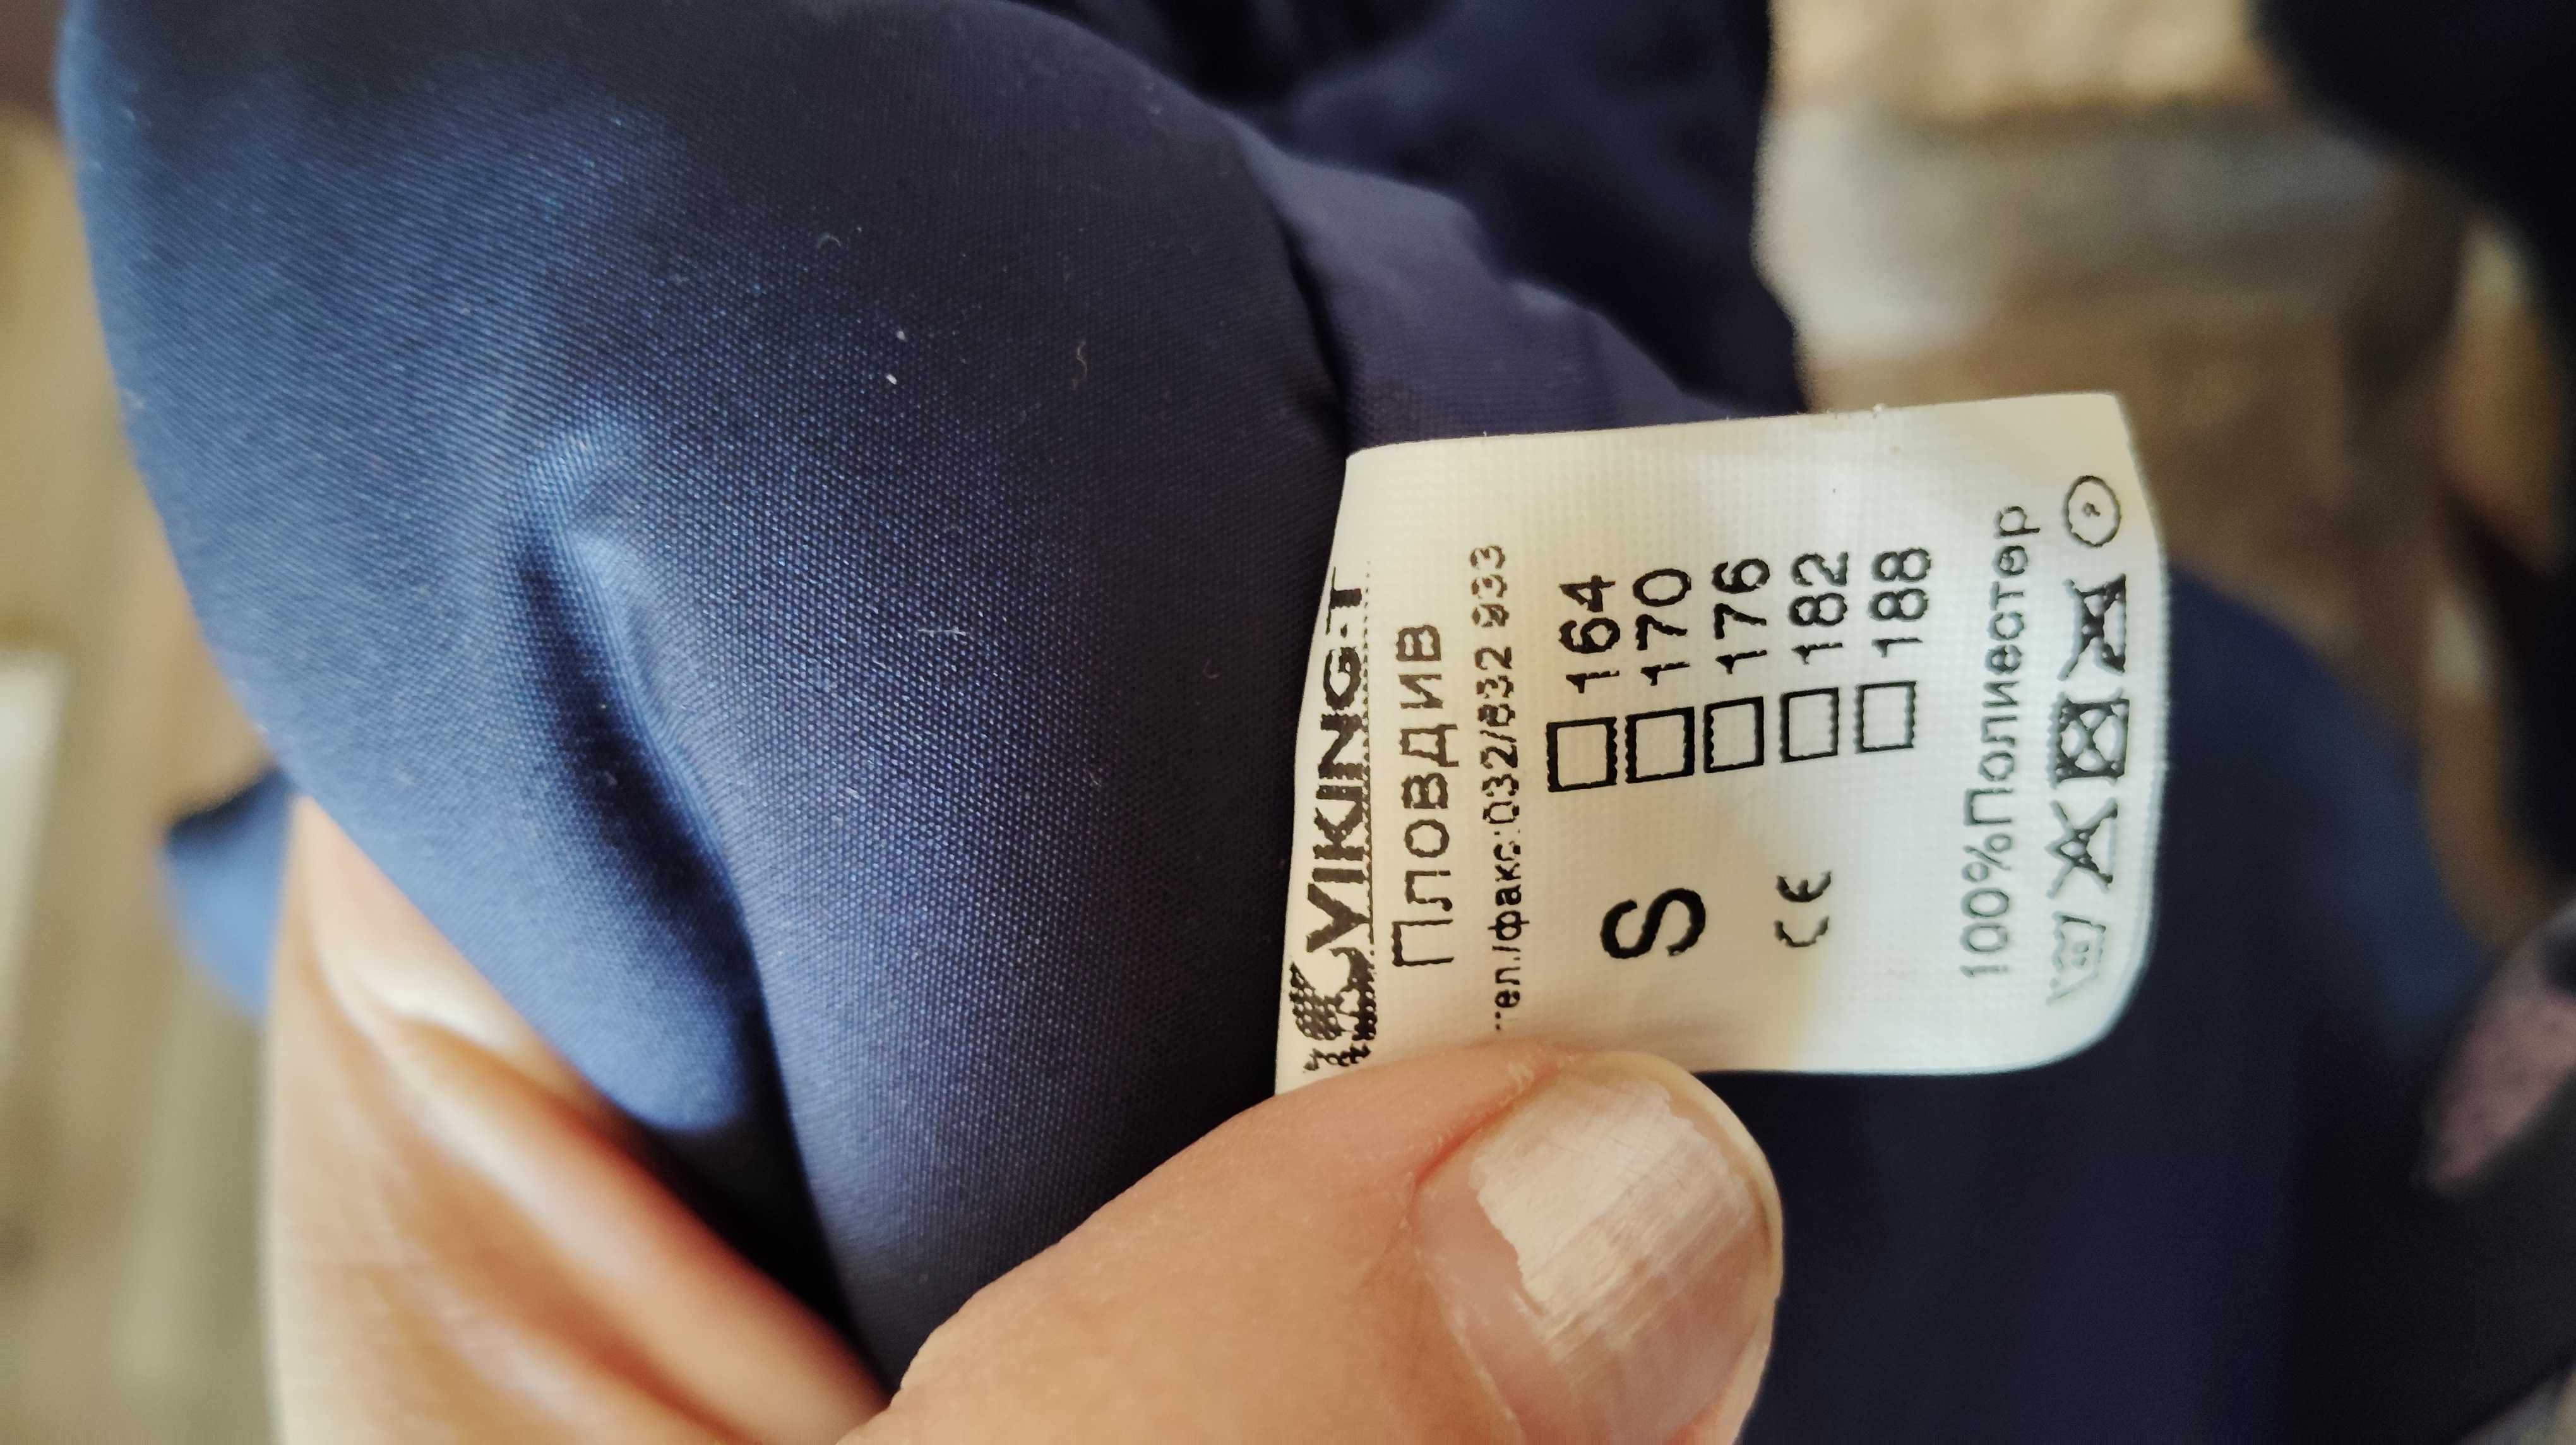 VIKING-T
Пловдив
тел./факс:032/632 933
S
☐ 164
☐ 170
☐ 176
☐ 182
☐ 188
CE
100%Полиестер